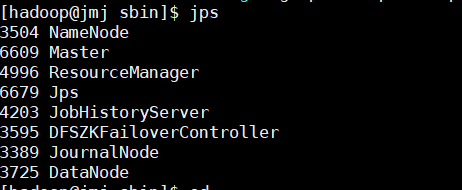 [hadoop@jmj sbin]$ jps
3504 NameNode
6609 Master
4996 ResourceManager
6679 Jps
4203 JobHistoryServer
3595 DFSZKFailoverController
3389 JournalNode
3725 DataNode
[hadoop@jmj sbin]$ cd